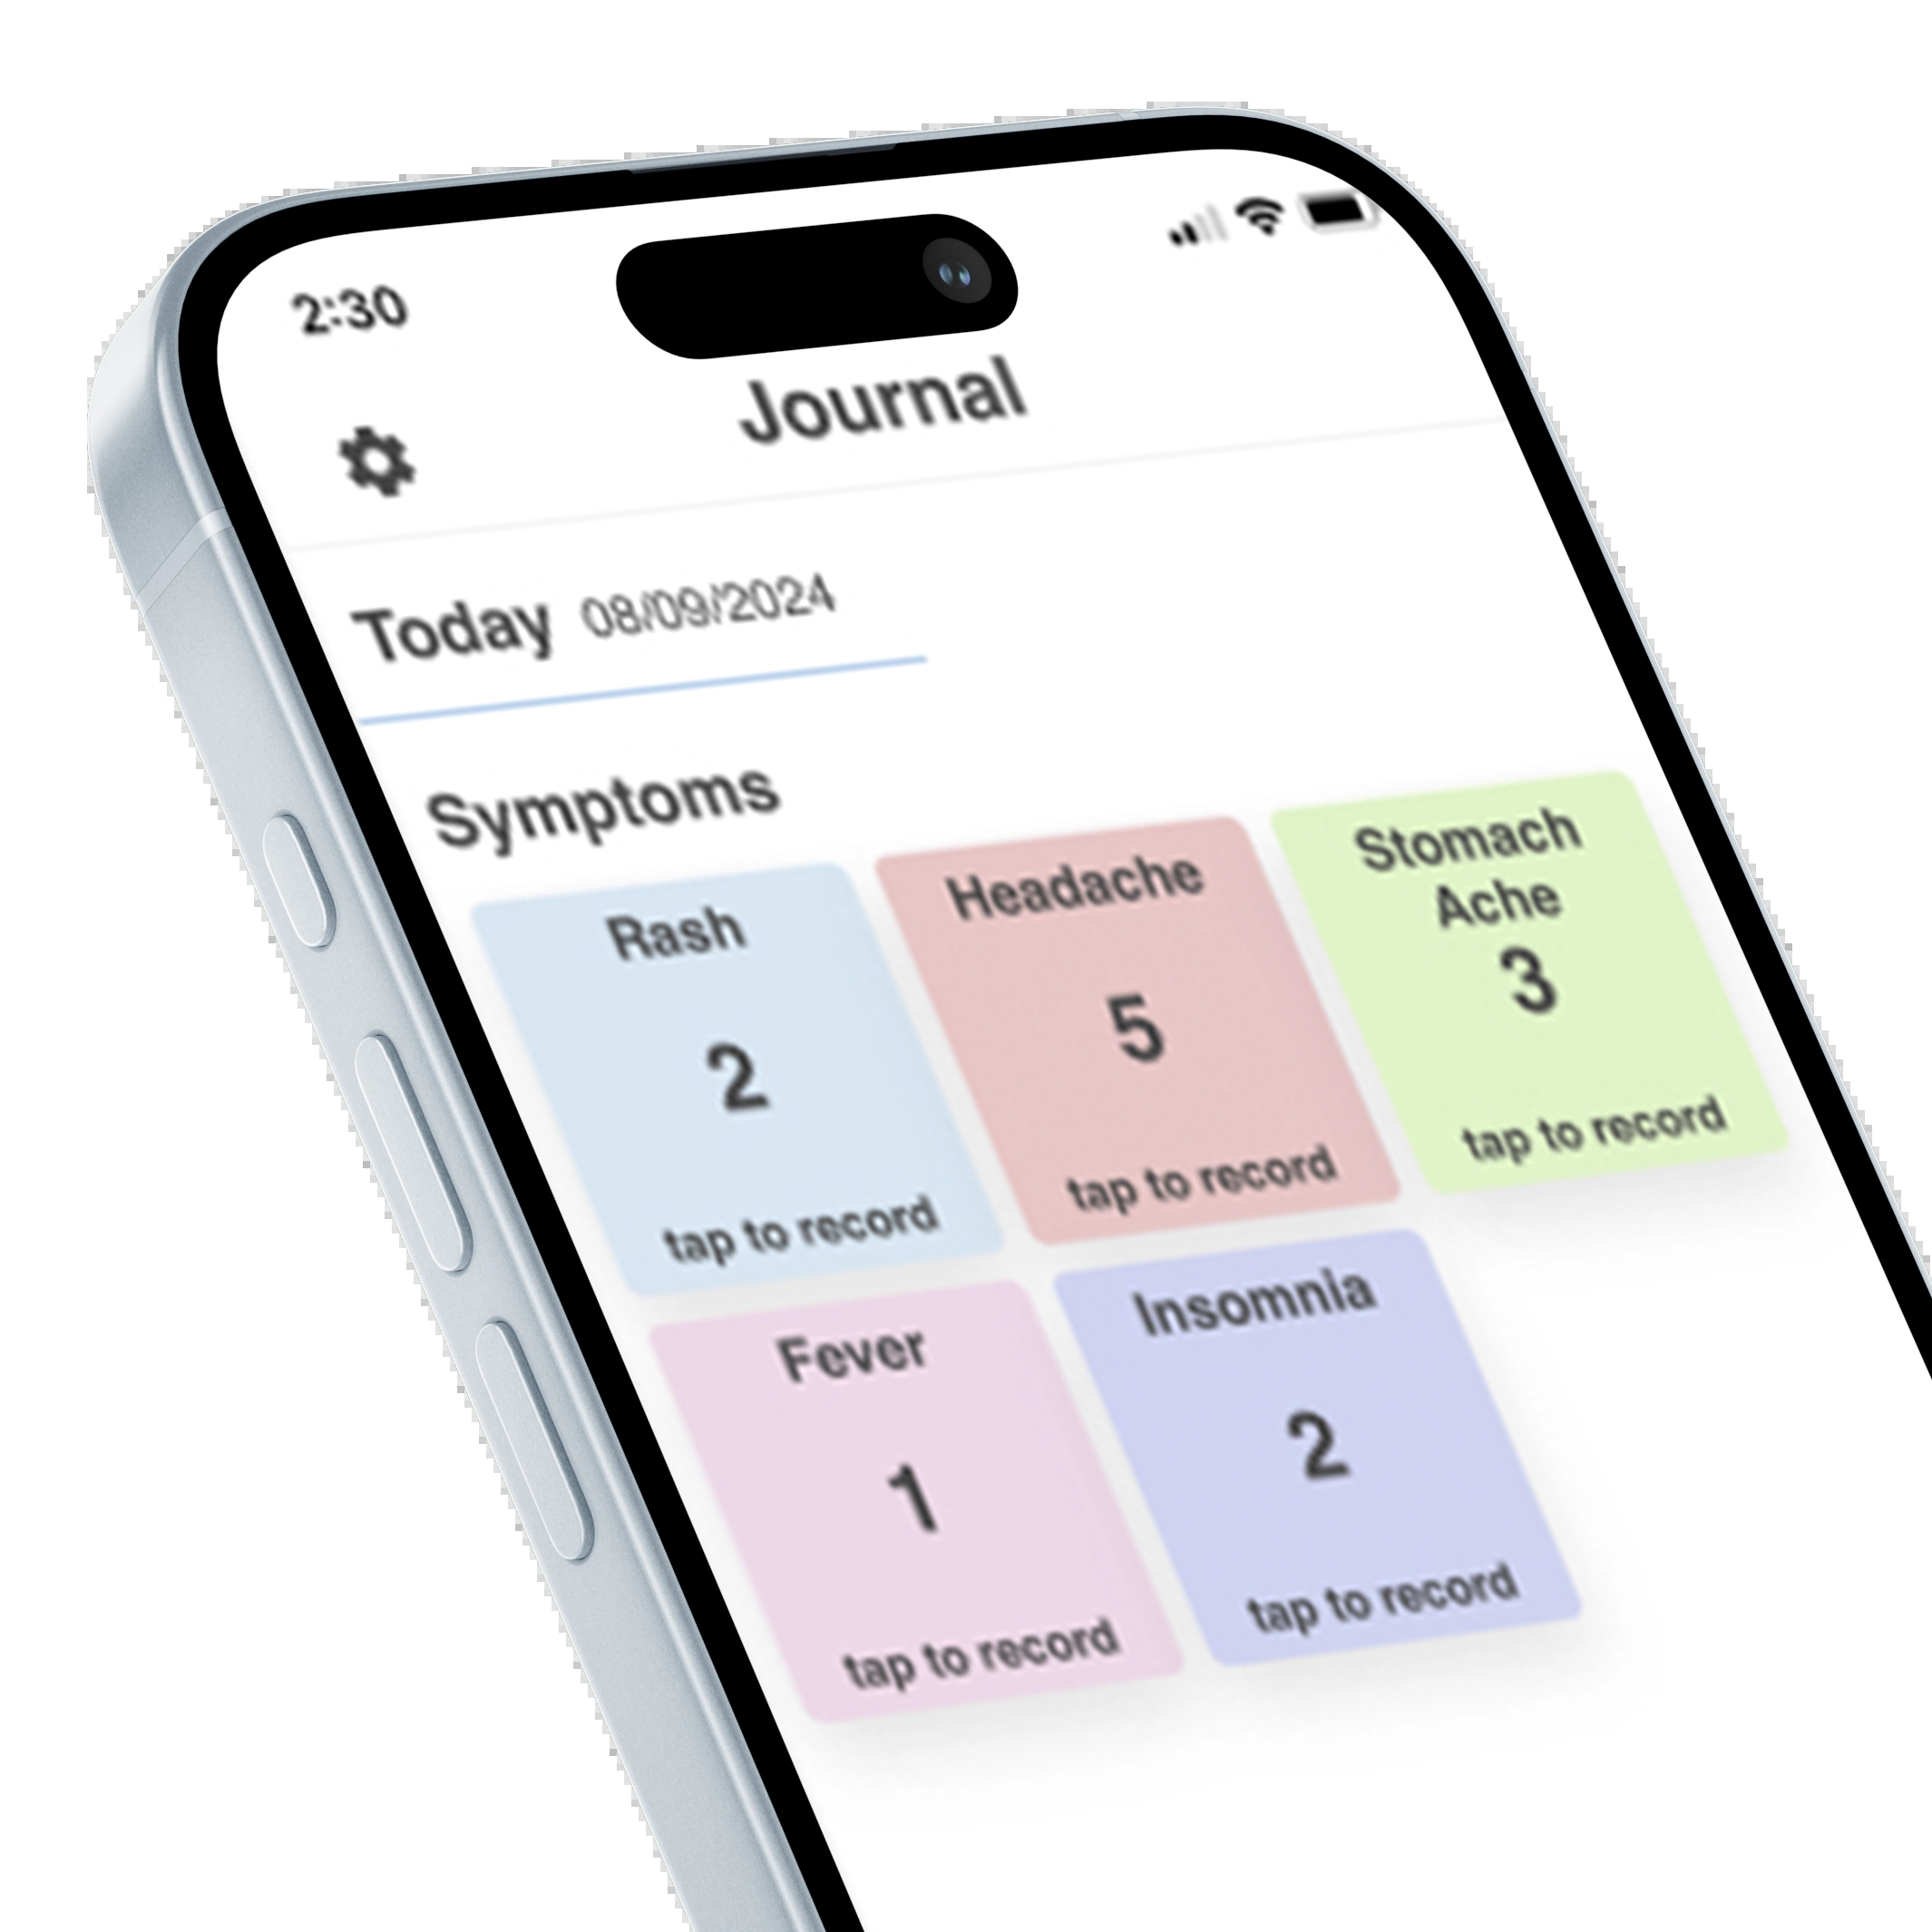 2:30
Journal
Today 08/09/2024
Symptoms
Rash
2
tap to record
Headache
5
tap to record
Stomach
Ache
3
tap to record
Fever
1
tap to record
Insomnia
2
tap to record